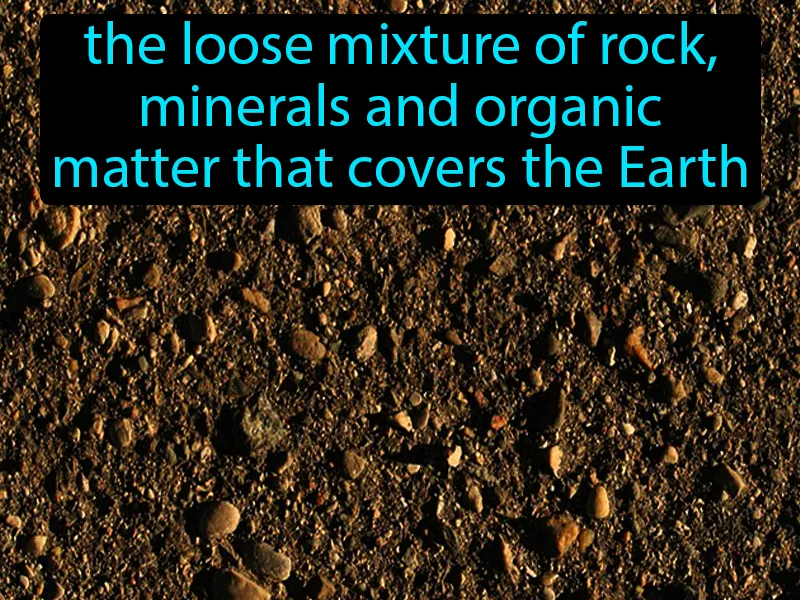 the loose mixture of rock,
minerals and organic
matter that covers the Earth